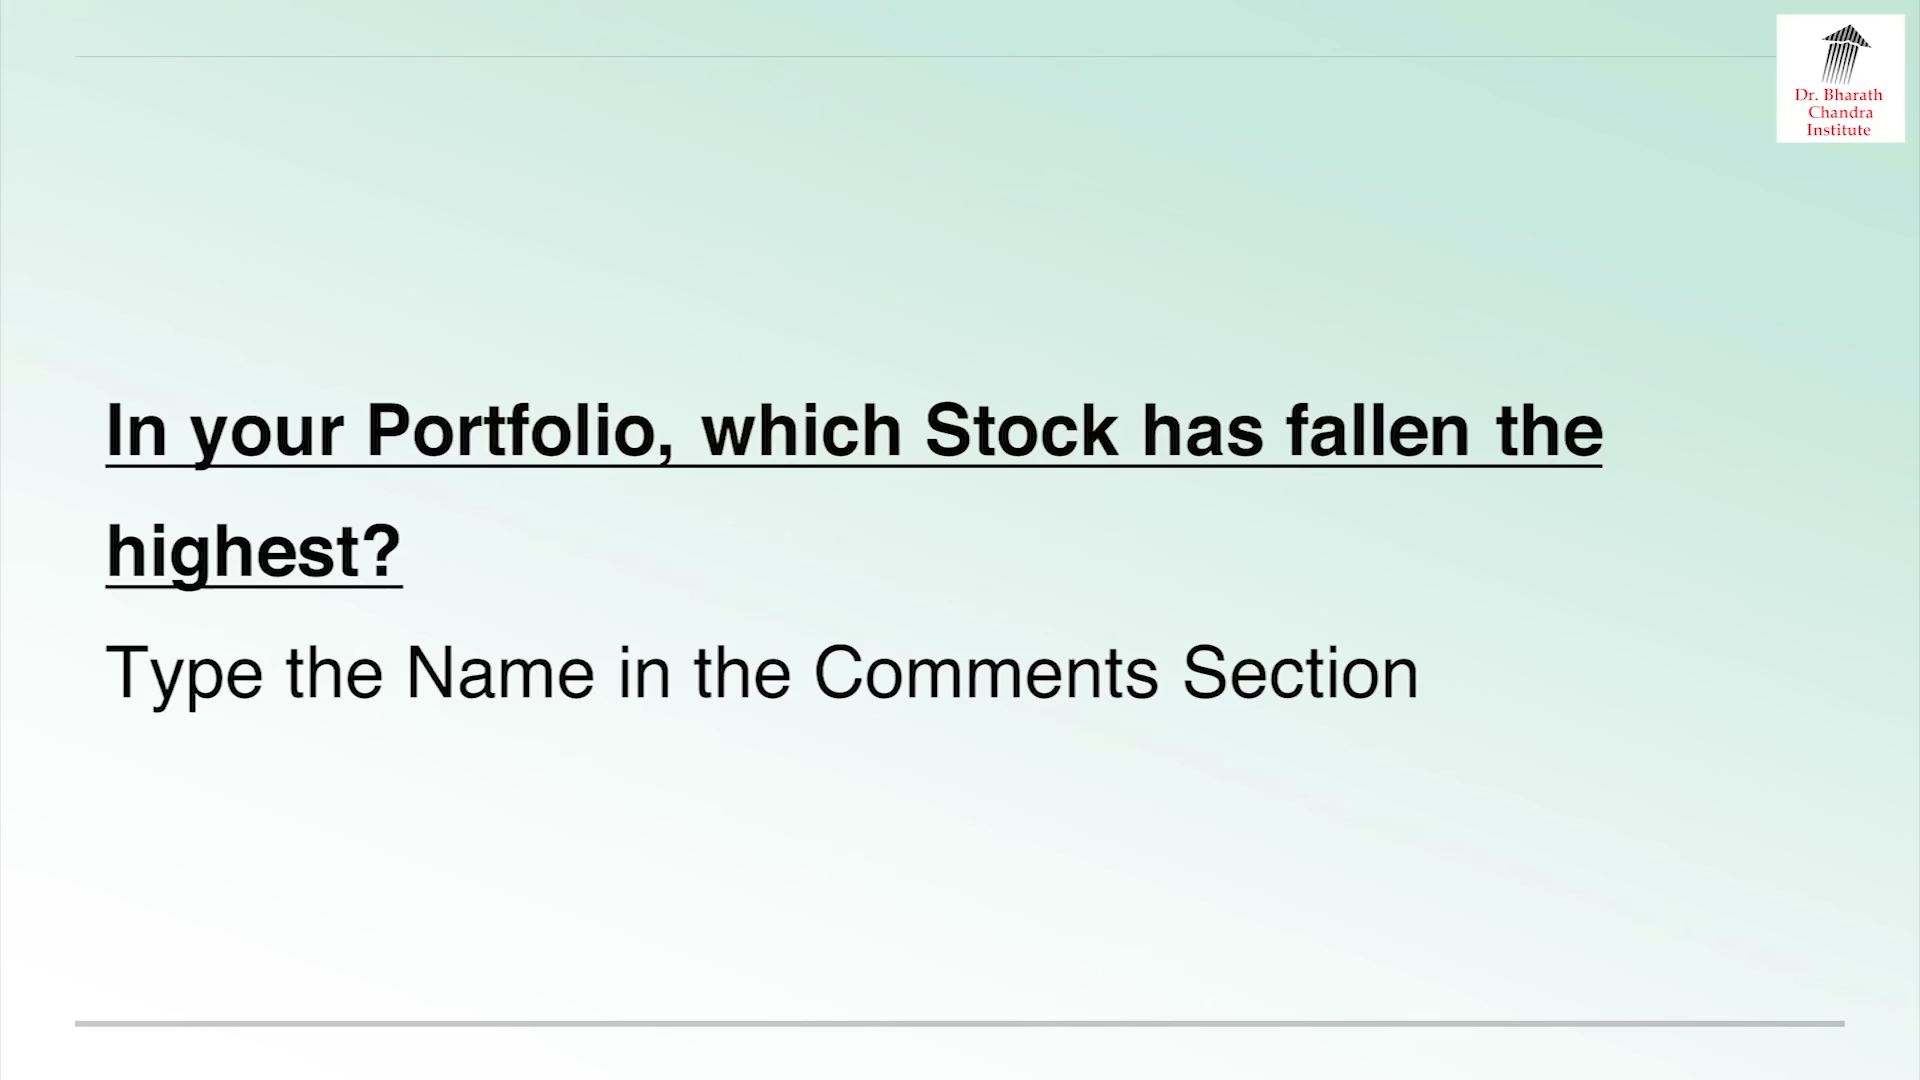 Dr. Bharath
Chandra
Institute
In your Portfolio, which Stock has fallen the
highest?
Type the Name in the Comments Section